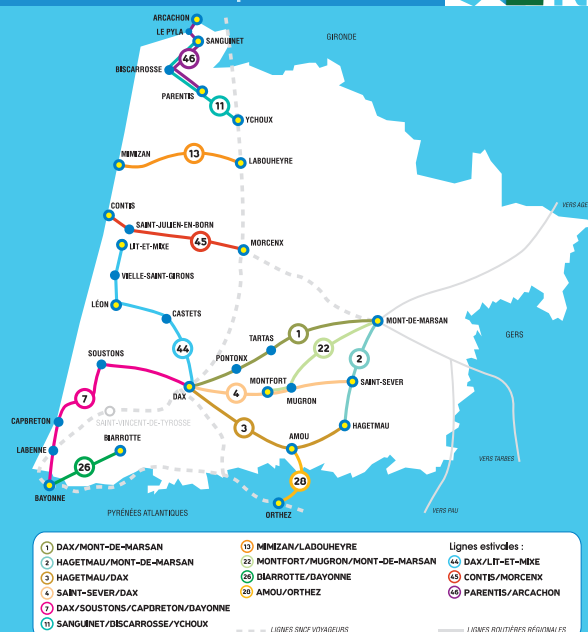 ARCACHON
LE PYLA
SANGUINET
GIRONDE
46
BISCARROSSE
PARENTIS
11
YCHOUX
MIMIZAN
13
LABOUHEYRE
CONTIS
SAINT-JULIEN-EN-BORN
VERS AGE
LIT-ET-MIXE
45
MORCENX
VIELLE-SAINT-GIRONS
LÉON
CASTETS
MONT-DE-MARSAN
GERS
TARTAS
1
44
22
2
SOUSTONS
PONTONX
MONTFORT
SAINT-SEVER
DAX
4
MUGRON
7
SAINT-VINCENT-DE-TYROSSE
CAPBRETON
3
HAGETMAU
BIARROTTE
AMOU
LABENNE
VERS TARBES
26
28
BAYONNE
PYRÉNÉES ATLANTIQUES
ORTHEZ
VERS PAU
1 DAX/MONT-DE-MARSAN
2 HAGETMAU/MONT-DE-MARSAN
3 HAGETMAU/DAX
4 SAINT-SEVER/DAX
7 DAX/SOUSTONS/CAPBRETON/BAYONNE
11 SANGUINET/BISCARROSSE/YCHOUX
13 MIMIZAN/LABOUHEYRE
22 MONTFORT/MUGRON/MONT-DE-MARSAN
26 BIARROTTE/BAYONNE
28 AMOU/ORTHEZ
Lignes estivales :
44 DAX/LIT-ET-MIXE
45 CONTIS/MORCENX
46 PARENTIS/ARCACHON
LIGNES SNCF VOYAGEURS
LIGNES ROUTIÈRES RÉGIONALES